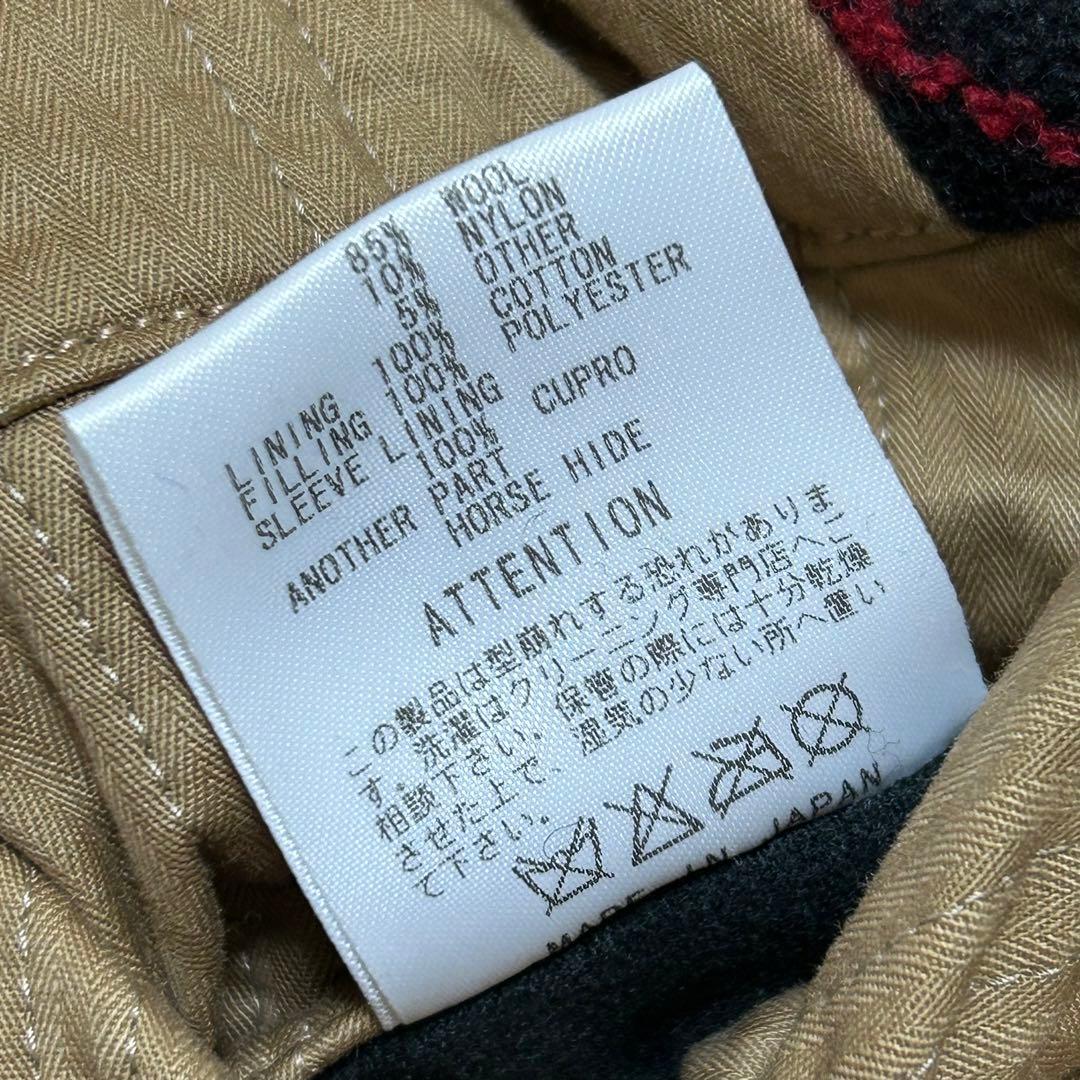 85% WOOL
10% NYLON
5% OTHER
LINING 100% COTTON
FILLING 100% POLYESTER
SLEEVE LINING
100% CUPRO
ANOTHER PART
HORSE HIDE
ATTENTION
この製品は型崩れする恐れがありま
す。洗濯はクリーニング専門店へご
相談下さい。保管の際には十分乾燥
させた上で、湿気の少ない所へ置い
て下さい。
MADE IN JAPAN